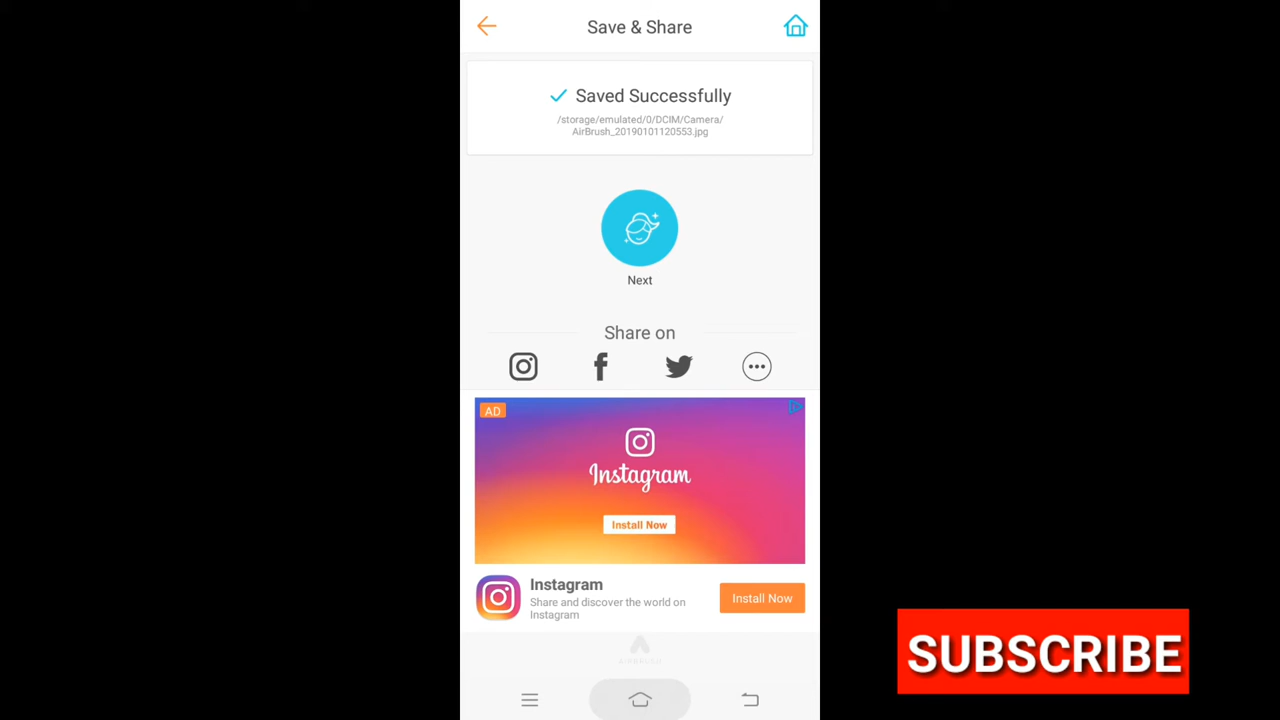 Save & Share
Saved Successfully
/storage/emulated/0/DCIM/Camera/
AirBrush_20190101120553.jpg
Next
Share on
AD
Instagram
Install Now
Instagram
Share and discover the world on
Instagram
Install Now
AIRBRUSH
SUBSCRIBE